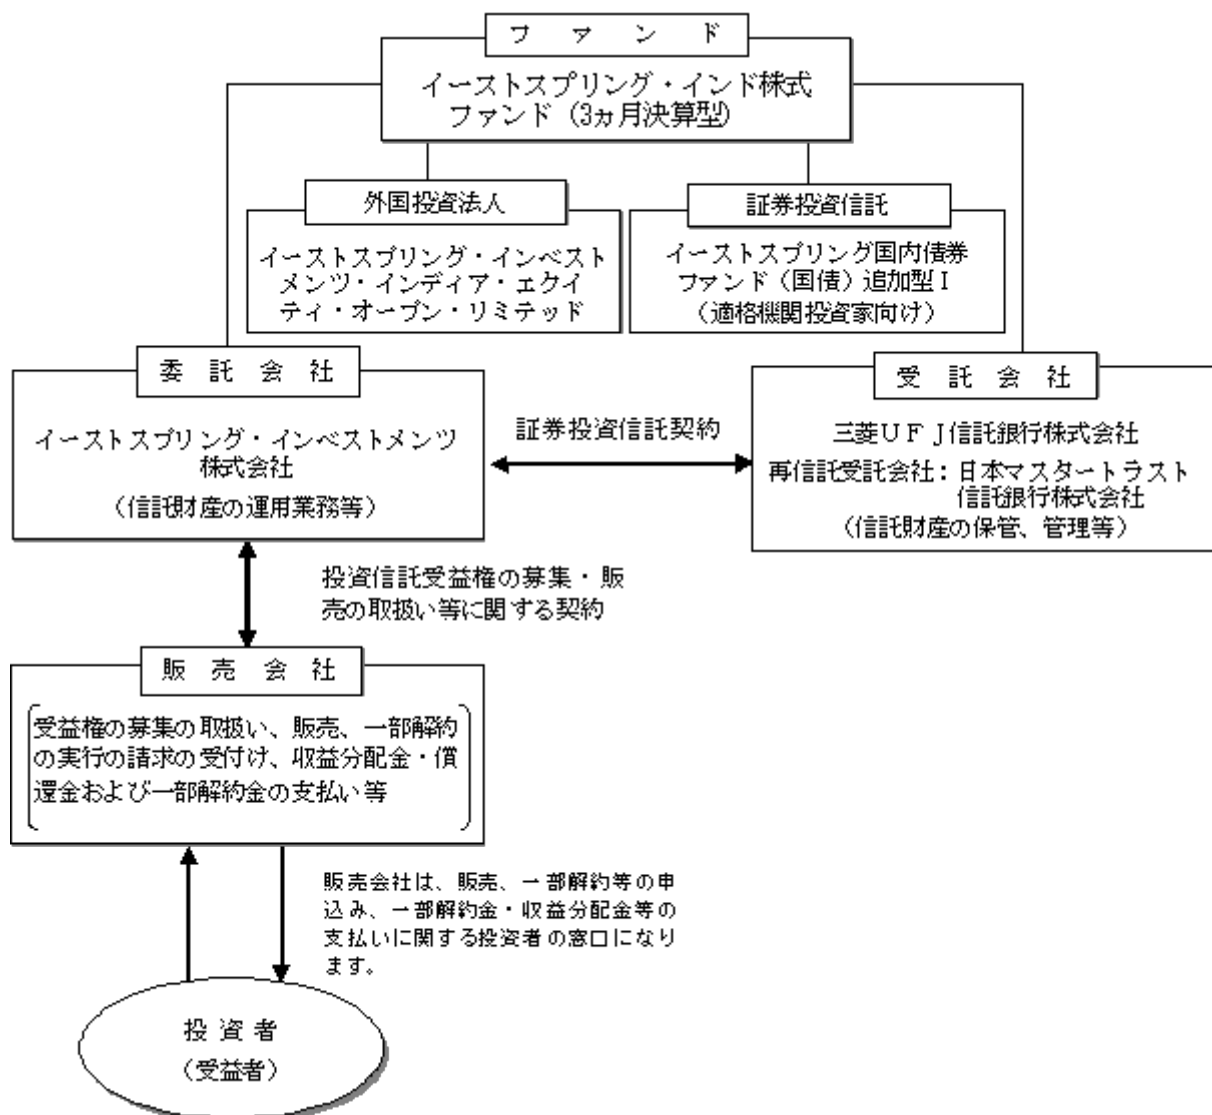 ファンド
イーストスプリング・インド株式
ファンド（3ヵ月決算型）
外国投資法人
イーストスプリング・インベスト
メンツ・インディア・エクイ
ティ・オープン・リミテッド
証券投資信託
イーストスプリング国内債券
ファンド（国債）追加型Ⅰ
（適格機関投資家向け）
委託会社
イーストスプリング・インベストメンツ
株式会社
（信託財産の運用業務等）
証券投資信託契約
受託会社
三菱ＵＦＪ信託銀行株式会社
再信託受託会社：日本マスタートラスト
信託銀行株式会社
（信託財産の保管、管理等）
投資信託受益権の募集・販
売の取扱い等に関する契約
販売会社
受益権の募集の取扱い、販売、一部解約
の実行の請求の受付け、収益分配金・償
還金および一部解約金の支払い等
販売会社は、販売、一部解約等の申
込み、一部解約金・収益分配金等の
支払いに関する投資者の窓口になり
ます。
投資者
（受益者）